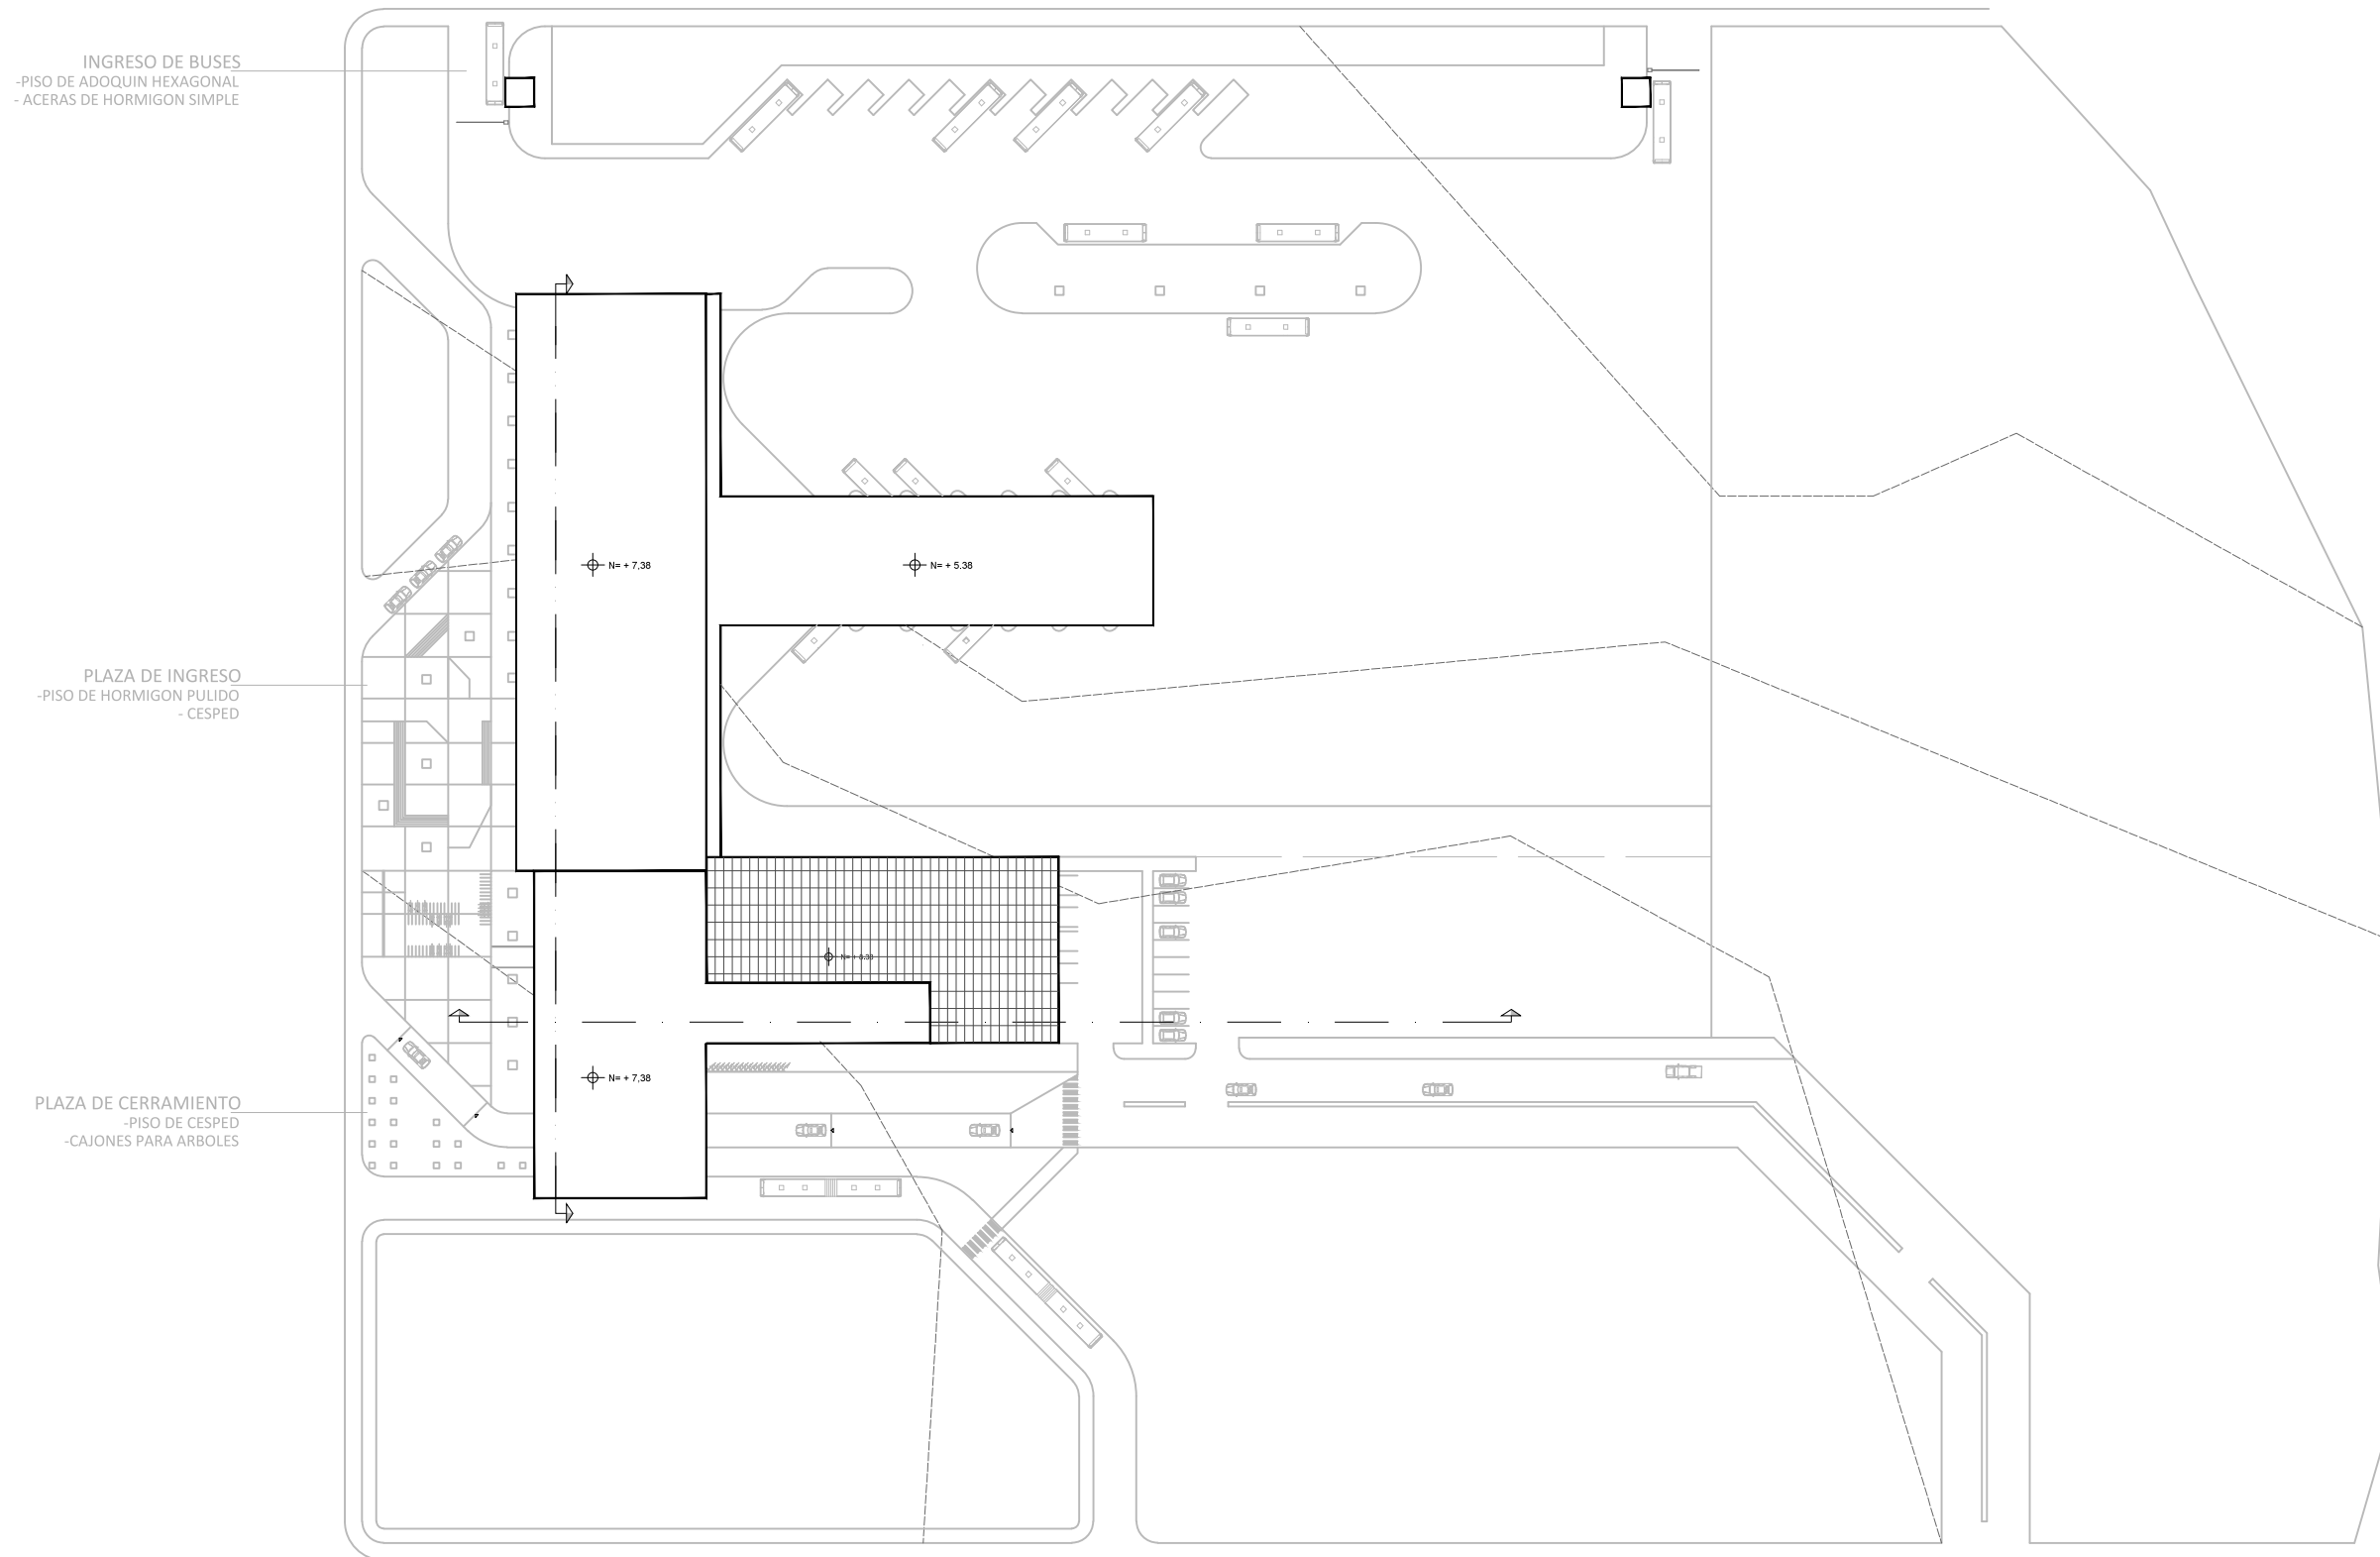 INGRESO DE BUSES
-PISO DE ADOQUIN HEXAGONAL
- ACERAS DE HORMIGON SIMPLE
N= + 7,38
N= + 5.38
PLAZA DE INGRESO
-PISO DE HORMIGON PULIDO
- CESPED
N= + 7,38
PLAZA DE CERRAMIENTO
-PISO DE CESPED
-CAJONES PARA ARBOLES